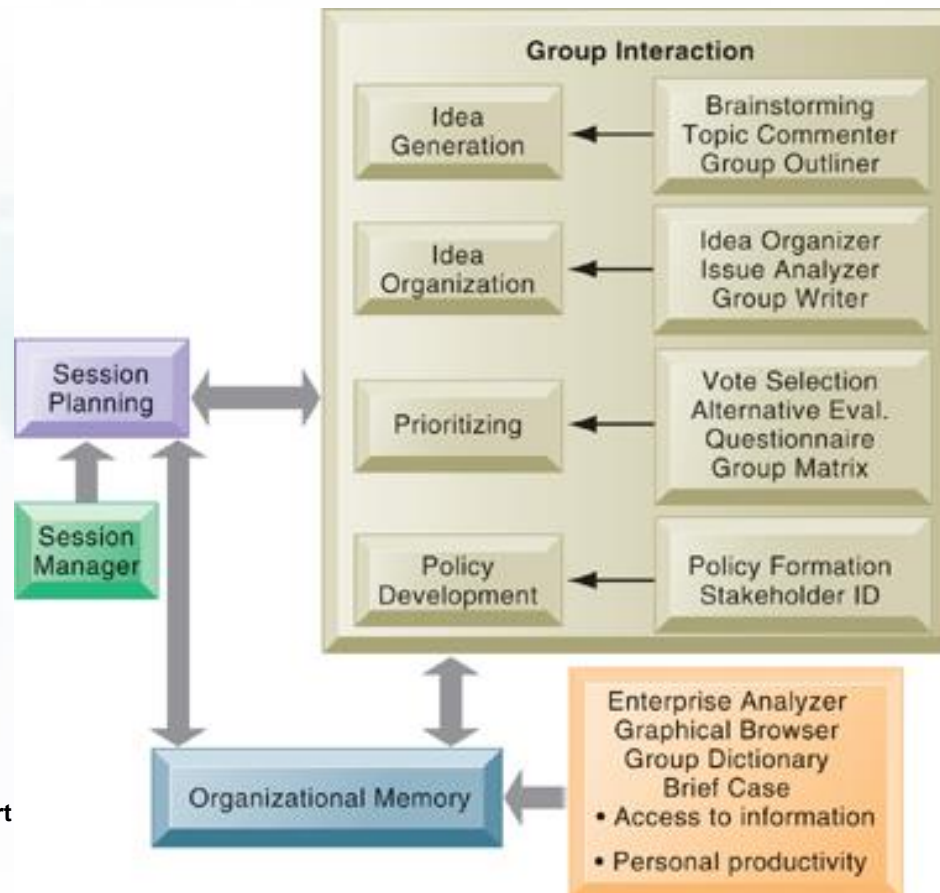 Group Interaction
Idea
Generation
Brainstorming
Topic Commenter
Group Outliner
Idea
Organization
Idea Organizer
Issue Analyzer
Group Writer
Session
Planning
Prioritizing
Vote Selection
Alternative Eval.
Questionnaire
Group Matrix
Session
Manager
Policy
Development
Policy Formation
Stakeholder ID
Organizational Memory
Enterprise Analyzer
Graphical Browser
Group Dictionary
Brief Case
• Access to information
• Personal productivity